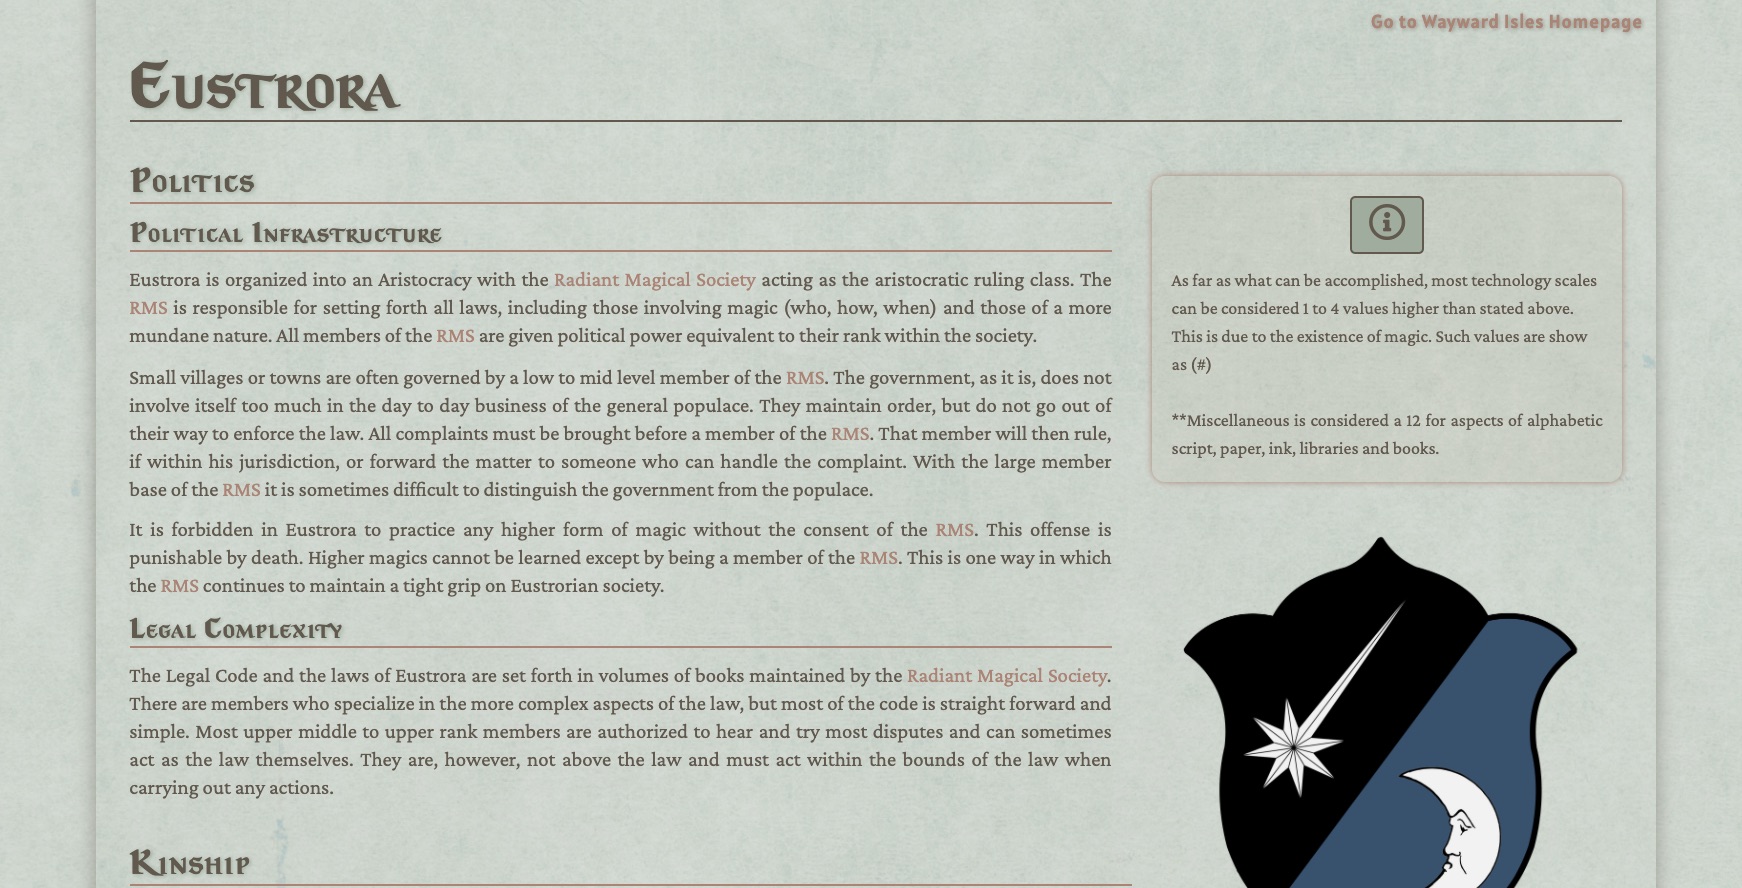 Go to Wayward Isles Homepage
Eustrora
Politics
Political Infrastructure
Eustrora is organized into an Aristocracy with the Radiant Magical Society acting as the aristocratic ruling class. The
RMS is responsible for setting forth all laws, including those involving magic (who, how, when) and those of a more
mundane nature. All members of the RMS are given political power equivalent to their rank within the society.
Small villages or towns are often governed by a low to mid level member of the RMS. The government, as it is, does not
involve itself too much in the day to day business of the general populace. They maintain order, but do not go out of
their way to enforce the law. All complaints must be brought before a member of the RMS. That member will then rule,
if within his jurisdiction, or forward the matter to someone who can handle the complaint. With the large member
base of the RMS it is sometimes difficult to distinguish the government from the populace.
It is forbidden in Eustrora to practice any higher form of magic without the consent of the RMS. This offense is
punishable by death. Higher magics cannot be learned except by being a member of the RMS. This is one way in which
the RMS continues to maintain a tight grip on Eustrorian society.
Legal Complexity
The Legal Code and the laws of Eustrora are set forth in volumes of books maintained by the Radiant Magical Society.
There are members who specialize in the more complex aspects of the law, but most of the code is straight forward and
simple. Most upper middle to upper rank members are authorized to hear and try most disputes and can sometimes
act as the law themselves. They are, however, not above the law and must act within the bounds of the law when
carrying out any actions.
Kinship
As far as what can be accomplished, most technology scales
can be considered 1 to 4 values higher than stated above.
This is due to the existence of magic. Such values are show
as (#)
**Miscellaneous is considered a 12 for aspects of alphabetic
script, paper, ink, libraries and books.